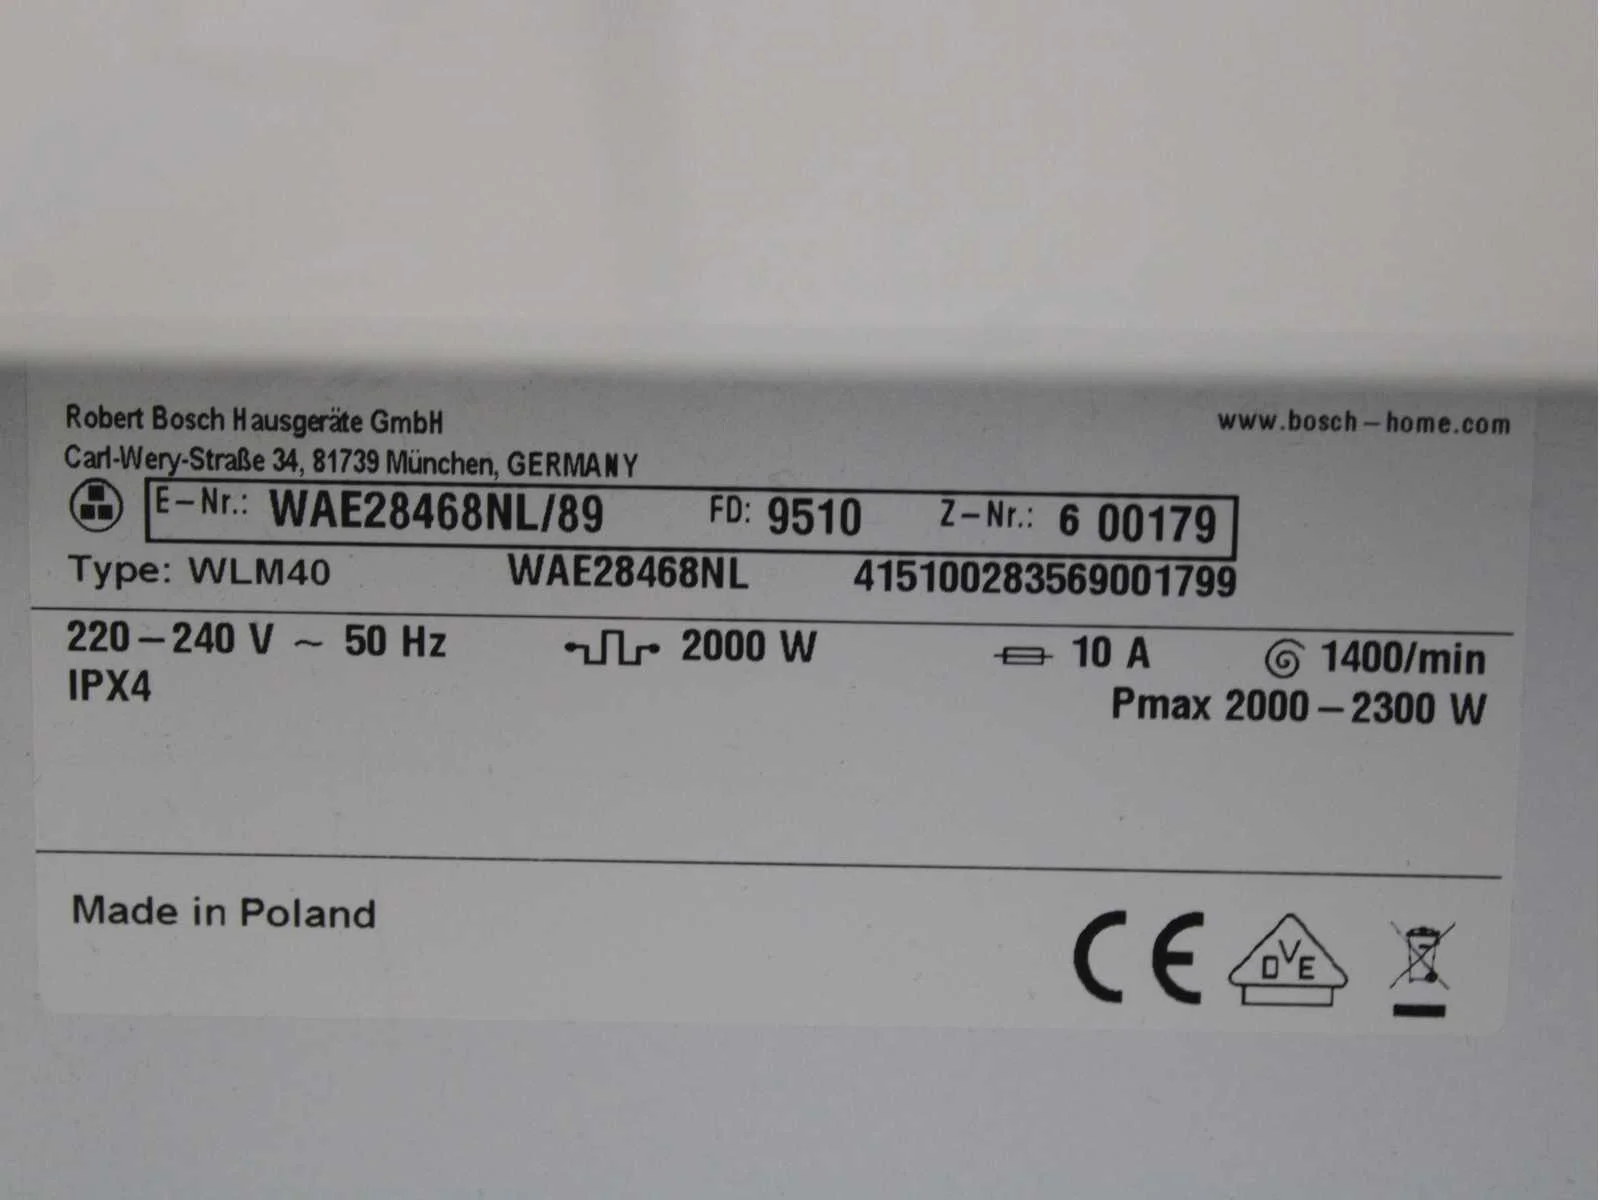 Robert Bosch Hausgeräte GmbH www.bosch-home.com
Carl-Wery-Straße 34, 81739 München, GERMANY
E-Nr.: WAE28468NL/89 FD: 9510 Z-Nr.: 6 00179
Type: WLM40 WAE28468NL 415100283569001799
220-240 V ~ 50 Hz 2000 W 10 A 1400/min
IPX4 Pmax 2000-2300 W
Made in Poland
CE DVE